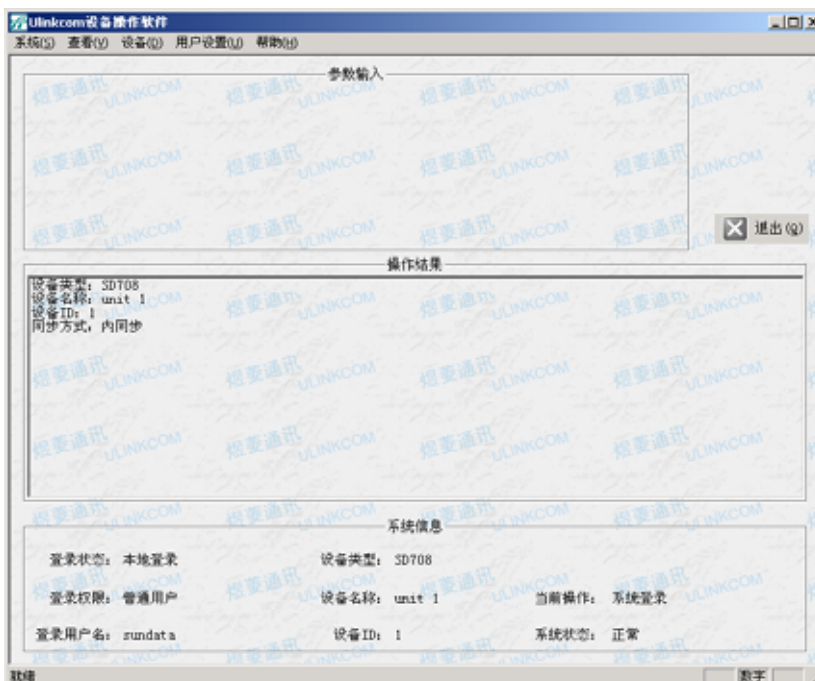 Ulinkcom设备操作软件
系统(S) 查看(V) 设备(D) 用户设置(U) 帮助(H)
参数输入
退出(Q)
操作结果
设备类型: SD708
设备名称: unit 1
设备ID: 1
同步方式: 内同步
系统信息
登录状态: 本地登录 设备类型: SD708
登录权限: 普通用户 设备名称: unit 1 当前操作: 系统登录
登录用户名: sundata 设备ID: 1 系统状态: 正常
就绪 数字
煜菱通讯 ULINKCOM